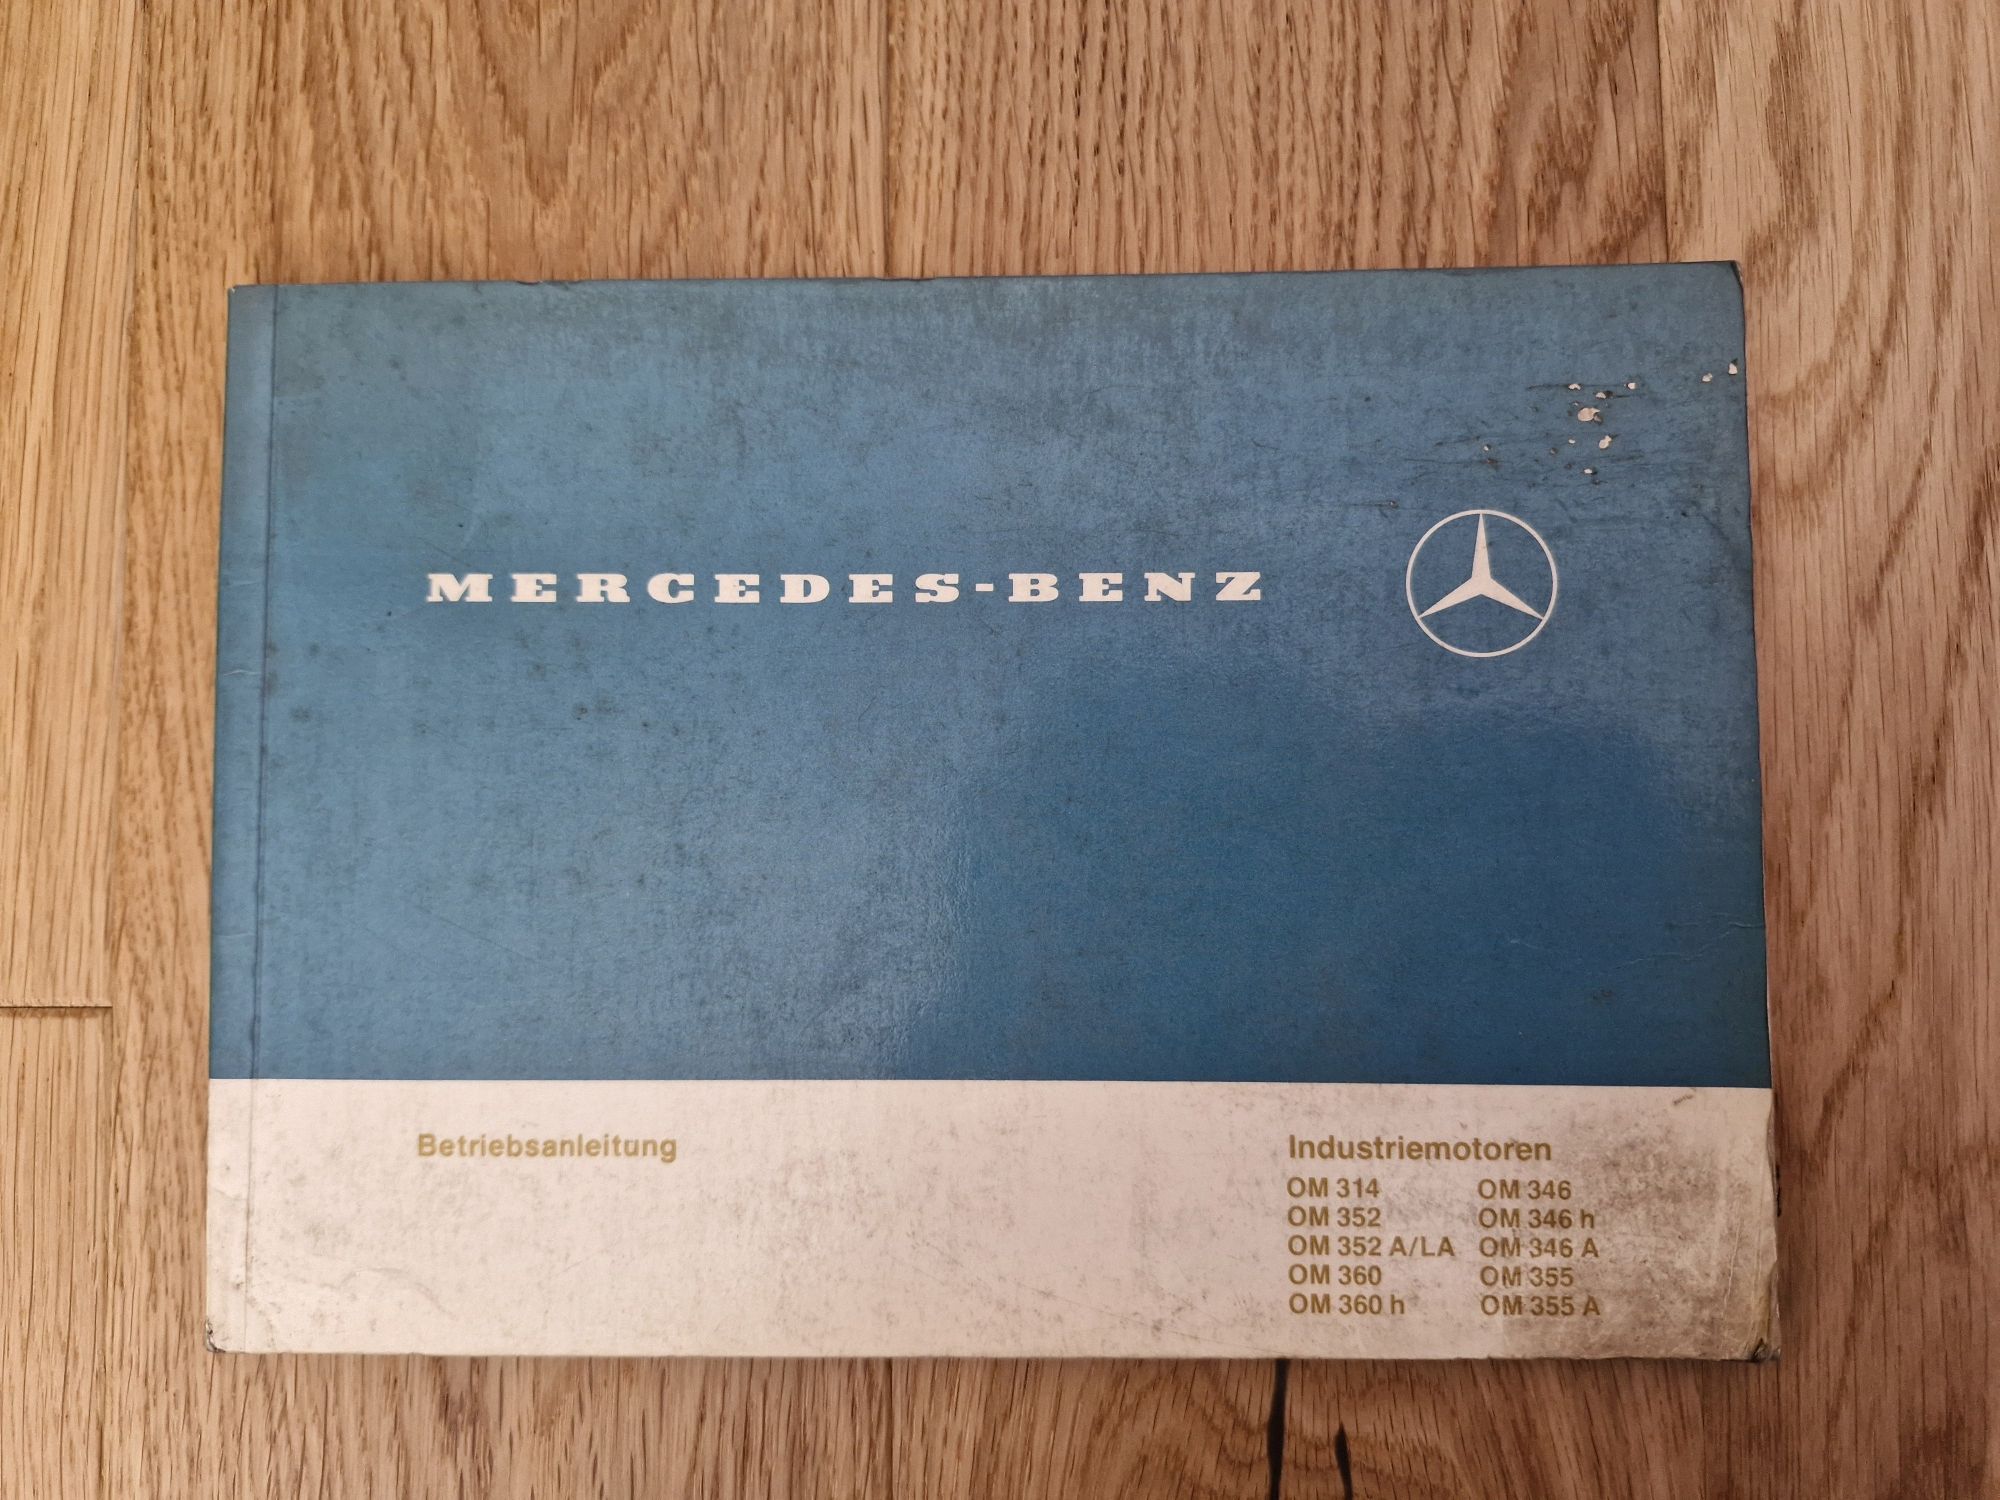 MERCEDES-BENZ
Betriebsanleitung
Industriemotoren
OM 314
OM 352
OM 352 A/LA
OM 360
OM 360 h
OM 346
OM 346 h
OM 346 A
OM 355
OM 355 A